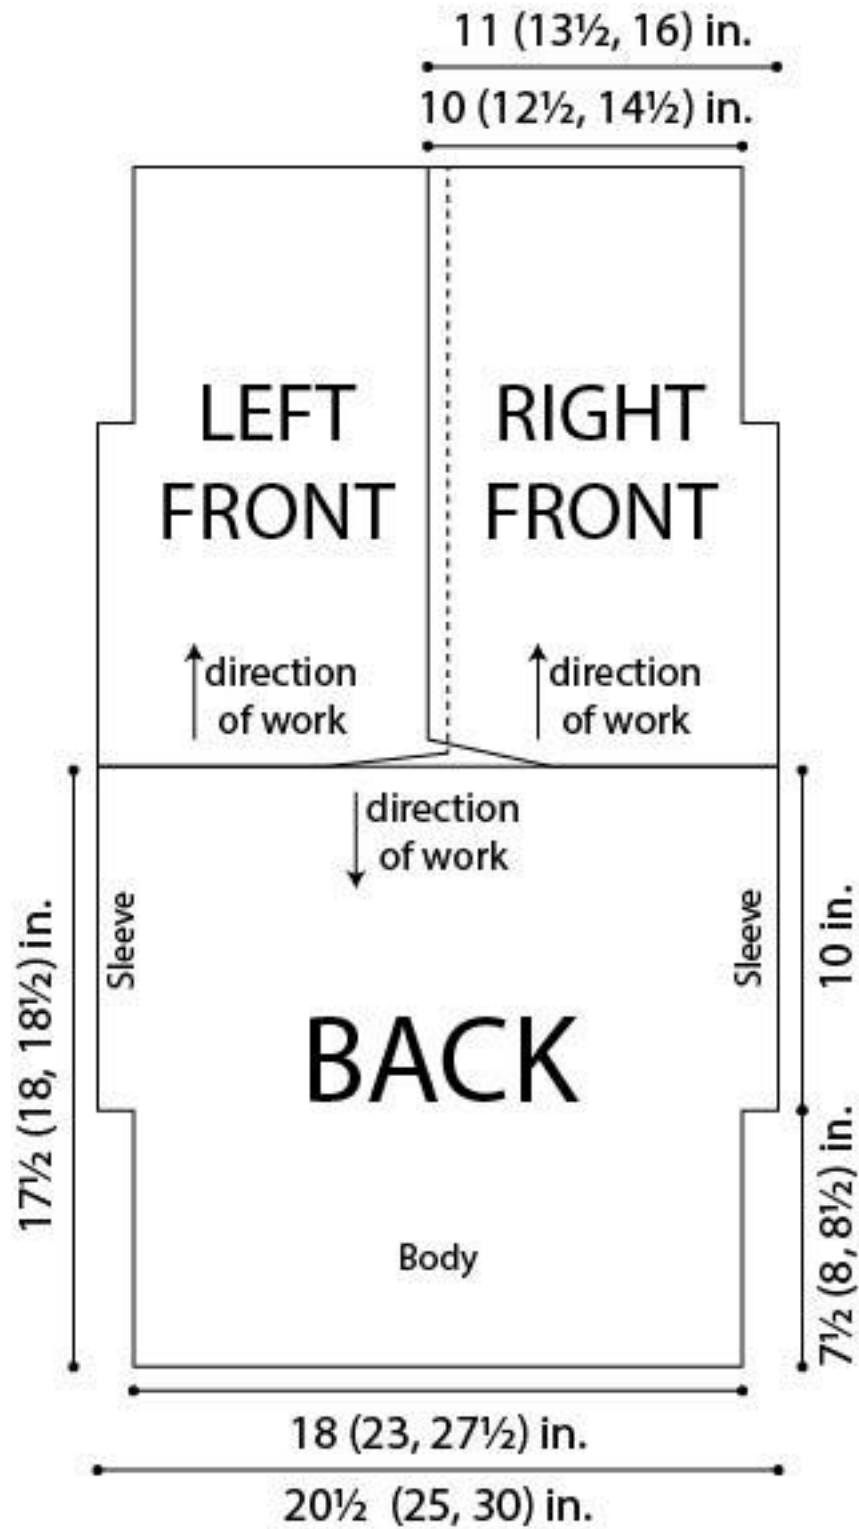 11 (13½, 16) in.
10 (12½, 14½) in.
LEFT
FRONT
RIGHT
FRONT
direction
of work
direction
of work
direction
of work
Sleeve
Sleeve
17½ (18, 18½) in.
10 in.
BACK
7½ (8, 8½) in.
Body
18 (23, 27½) in.
20½ (25, 30) in.